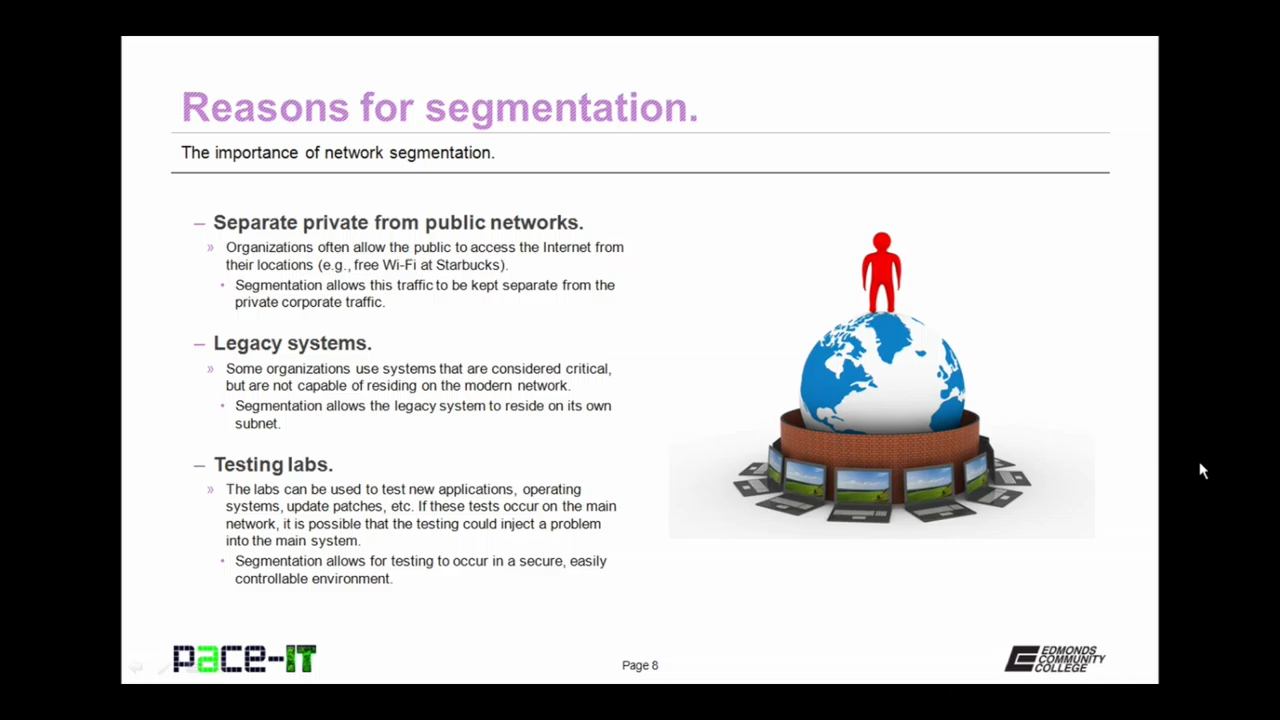 Reasons for segmentation.
The importance of network segmentation.
– Separate private from public networks.
» Organizations often allow the public to access the Internet from
their locations (e.g., free Wi-Fi at Starbucks).
• Segmentation allows this traffic to be kept separate from the
private corporate traffic.
– Legacy systems.
» Some organizations use systems that are considered critical,
but are not capable of residing on the modern network.
• Segmentation allows the legacy system to reside on its own
subnet.
– Testing labs.
» The labs can be used to test new applications, operating
systems, update patches, etc. If these tests occur on the main
network, it is possible that the testing could inject a problem
into the main system.
• Segmentation allows for testing to occur in a secure, easily
controllable environment.
pace-IT
Page 8
EDMONDS
COMMUNITY
COLLEGE